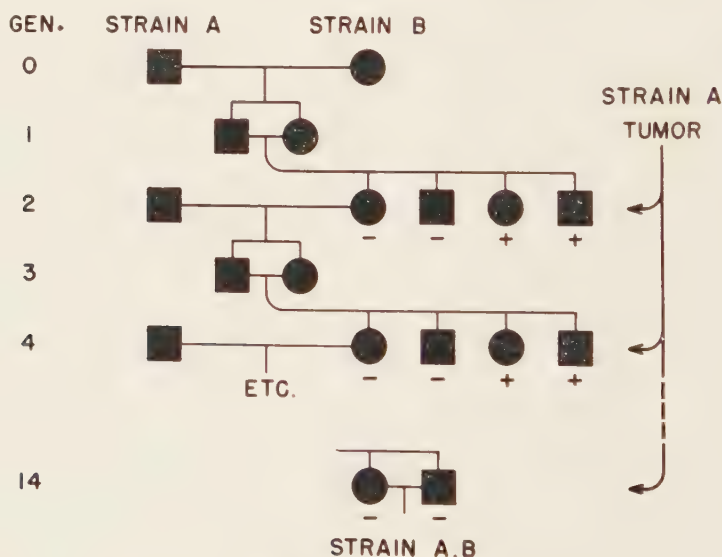 GEN. STRAIN A STRAIN B
0
STRAIN A
TUMOR
1
2
- - + +
3
4
- - + +
ETC.
14
- -
STRAIN A.B